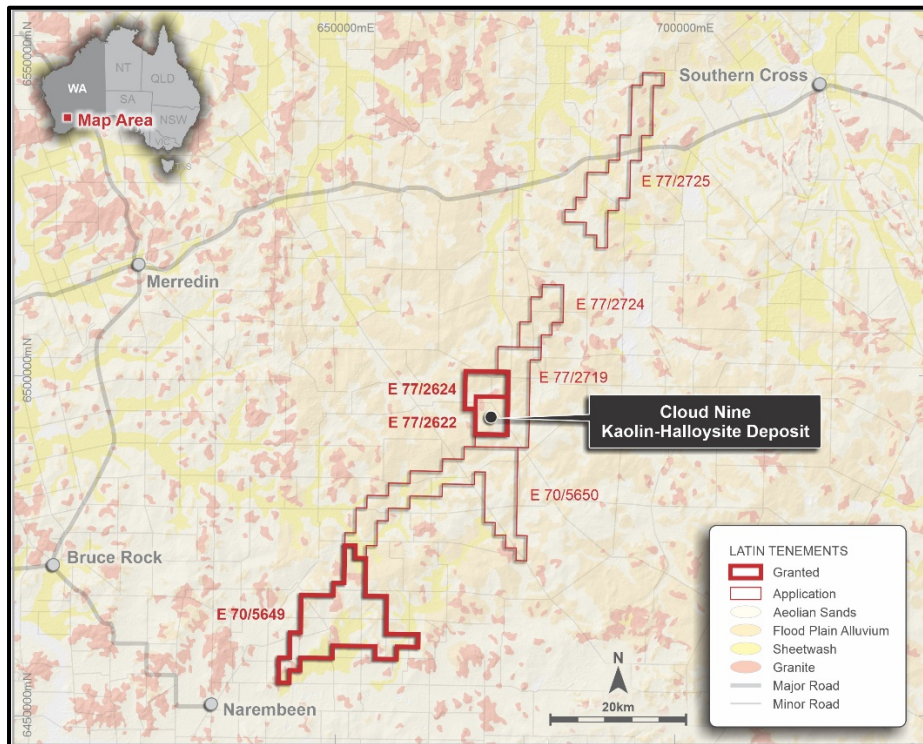 650000mE
700000mE
6550000mN
6500000mN
6450000mN
WA
NT
QLD
SA
NSW
VIC
TAS
Map Area
Southern Cross
E 77/2725
Merredin
E 77/2724
E 77/2719
E 77/2624
E 77/2622
Cloud Nine
Kaolin-Halloysite Deposit
E 70/5650
Bruce Rock
E 70/5649
Narembeen
N
20km
LATIN TENEMENTS
Granted
Application
Aeolian Sands
Flood Plain Alluvium
Sheetwash
Granite
Major Road
Minor Road